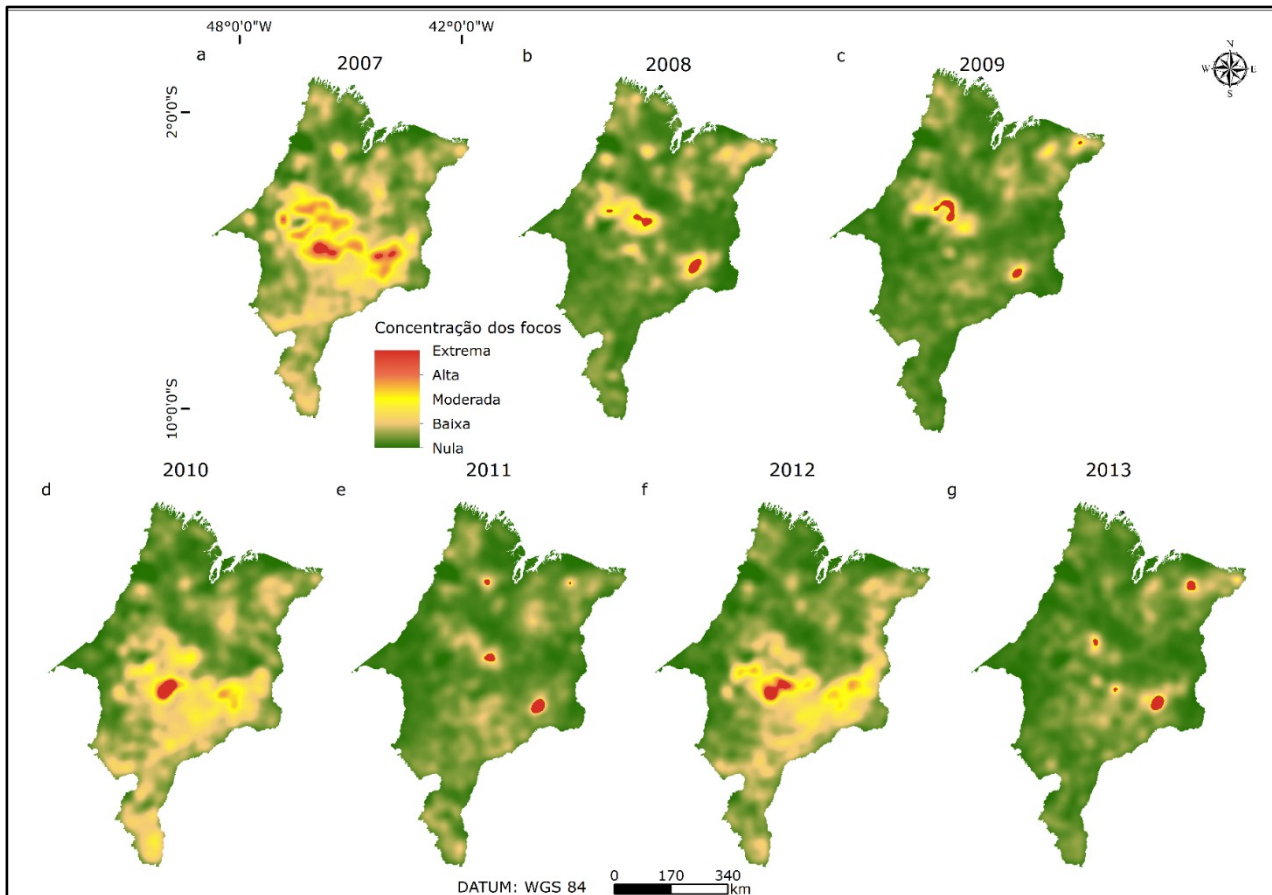 48°0'0"W
42°0'0"W
a
2007
b
2008
c
2009
N
W
E
S
2°0'0"S
10°0'0"S
Concentração dos focos
Extrema
Alta
Moderada
Baixa
Nula
d
2010
e
2011
f
2012
g
2013
DATUM: WGS 84
0 170 340
km